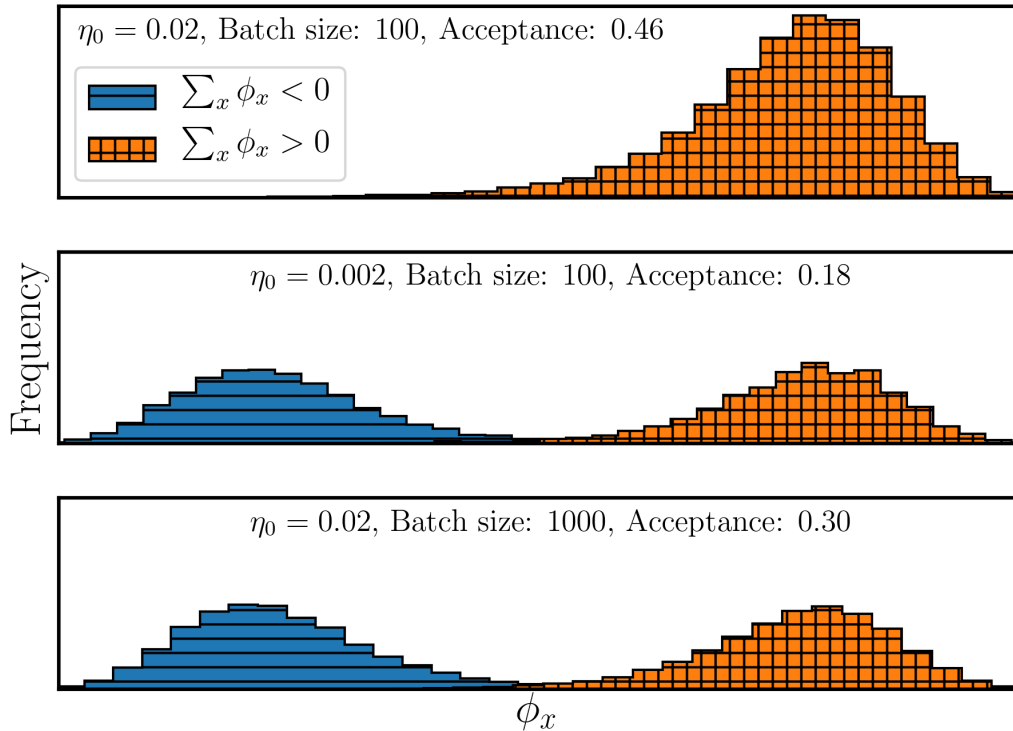 η₀ = 0.02, Batch size: 100, Acceptance: 0.46
∑ₓ ϕₓ < 0
∑ₓ ϕₓ > 0
Frequency
η₀ = 0.002, Batch size: 100, Acceptance: 0.18
η₀ = 0.02, Batch size: 1000, Acceptance: 0.30
ϕₓ